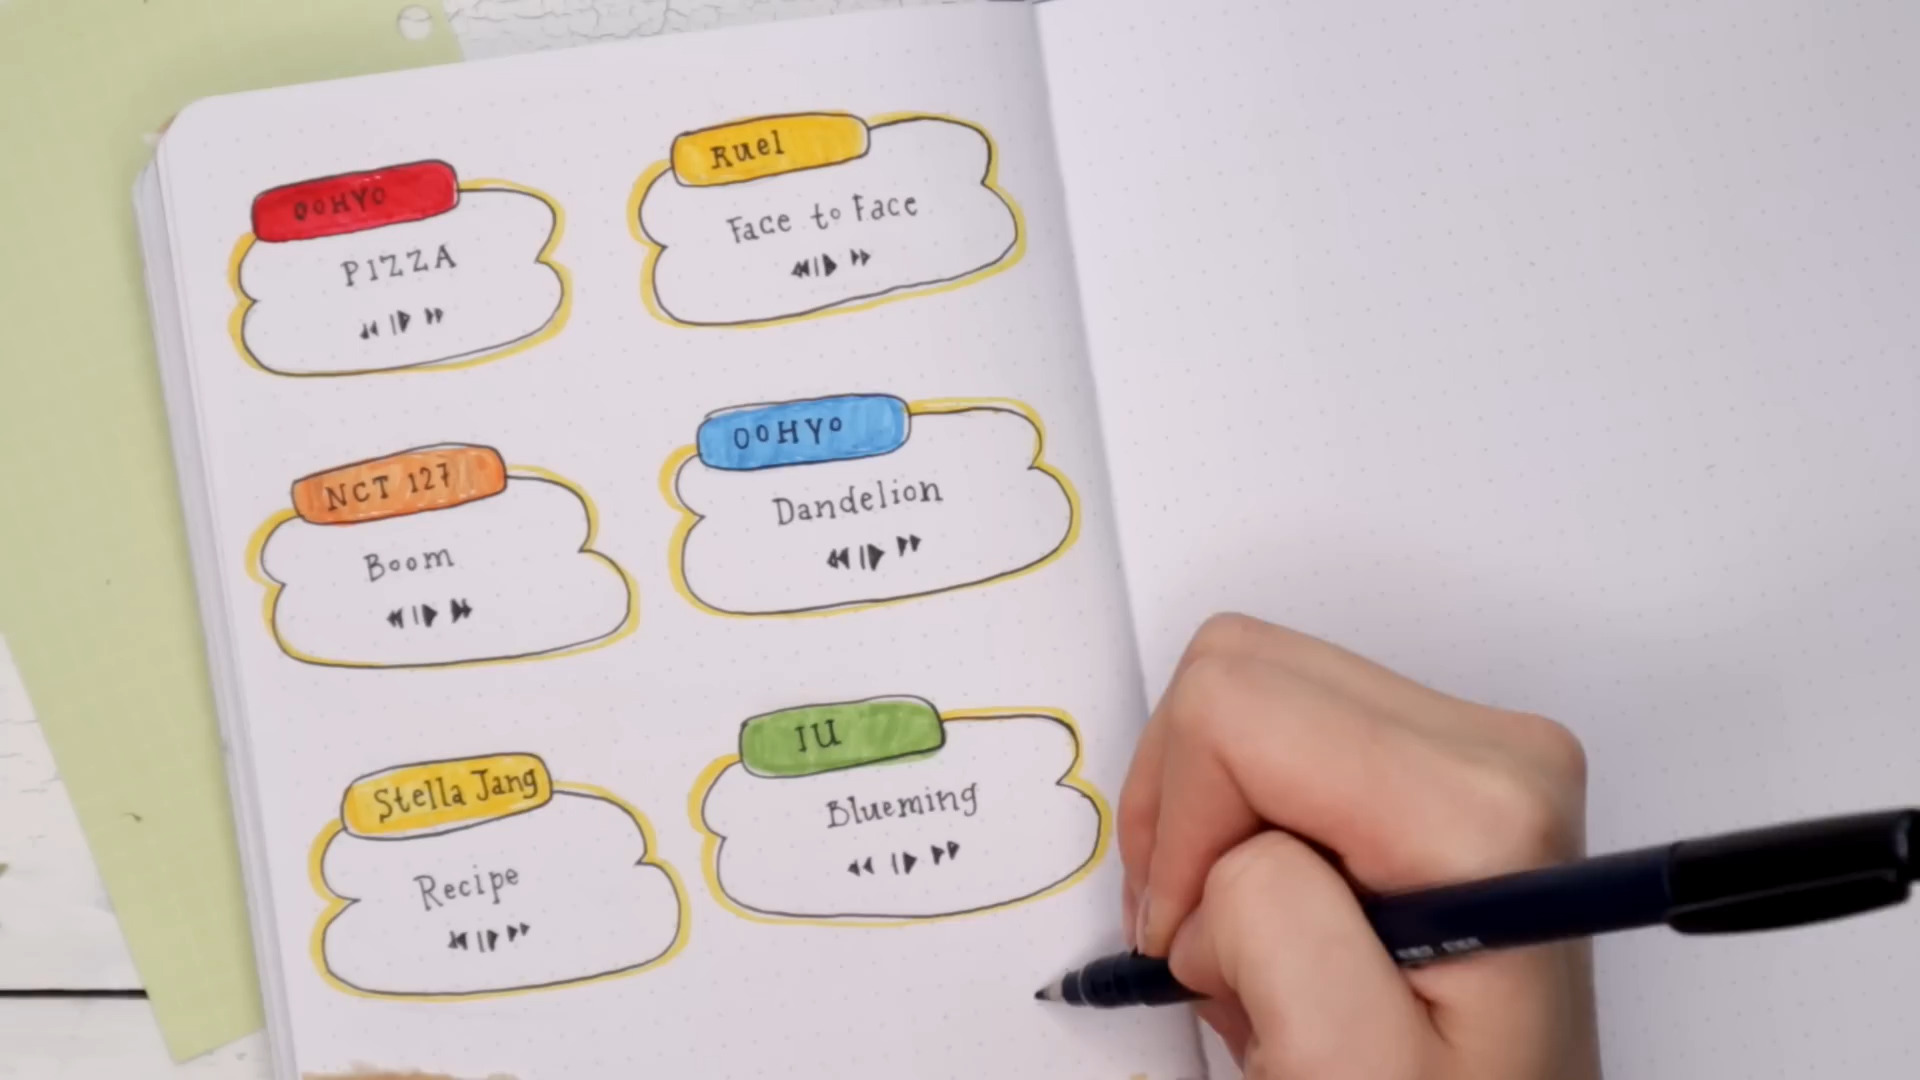 OOHYO
PIZZA
Ruel
Face to Face
NCT 127
Boom
OOHYO
Dandelion
Stella Jang
Recipe
IU
Blueming